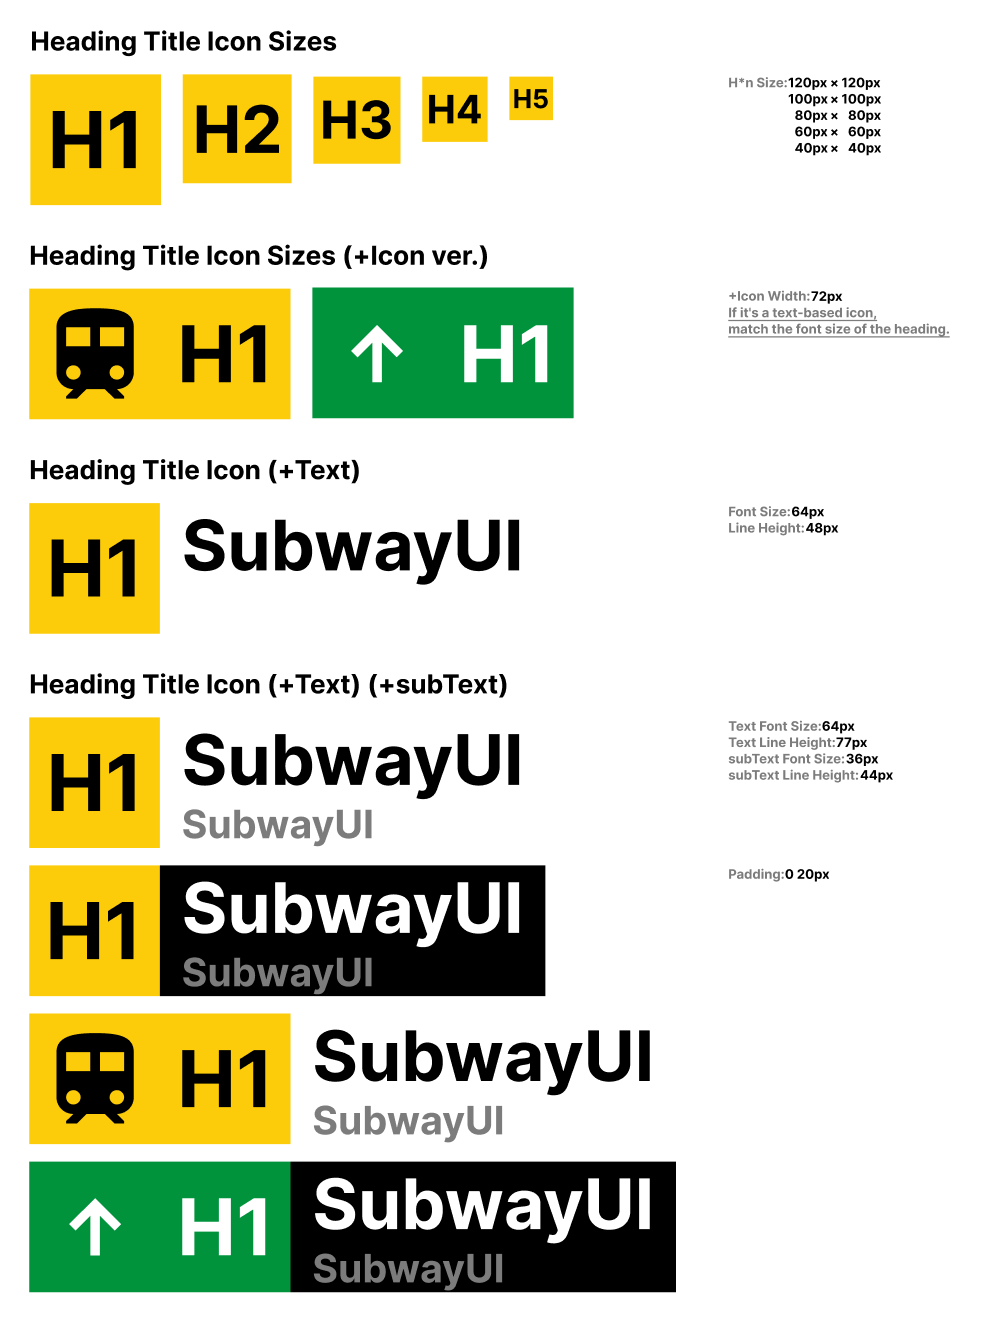 Heading Title Icon Sizes
H1 H2 H3 H4 H5
H*n Size:120px × 120px
100px × 100px
80px × 80px
60px × 60px
40px × 40px
Heading Title Icon Sizes (+Icon ver.)
H1
↑ H1
+Icon Width:72px
If it's a text-based icon,
match the font size of the heading.
Heading Title Icon (+Text)
H1 SubwayUI
Font Size:64px
Line Height:48px
Heading Title Icon (+Text) (+subText)
H1 SubwayUI
SubwayUI
Text Font Size:64px
Text Line Height:77px
subText Font Size:36px
subText Line Height:44px
H1 SubwayUI
SubwayUI
Padding:0 20px
H1 SubwayUI
SubwayUI
↑ H1 SubwayUI
SubwayUI